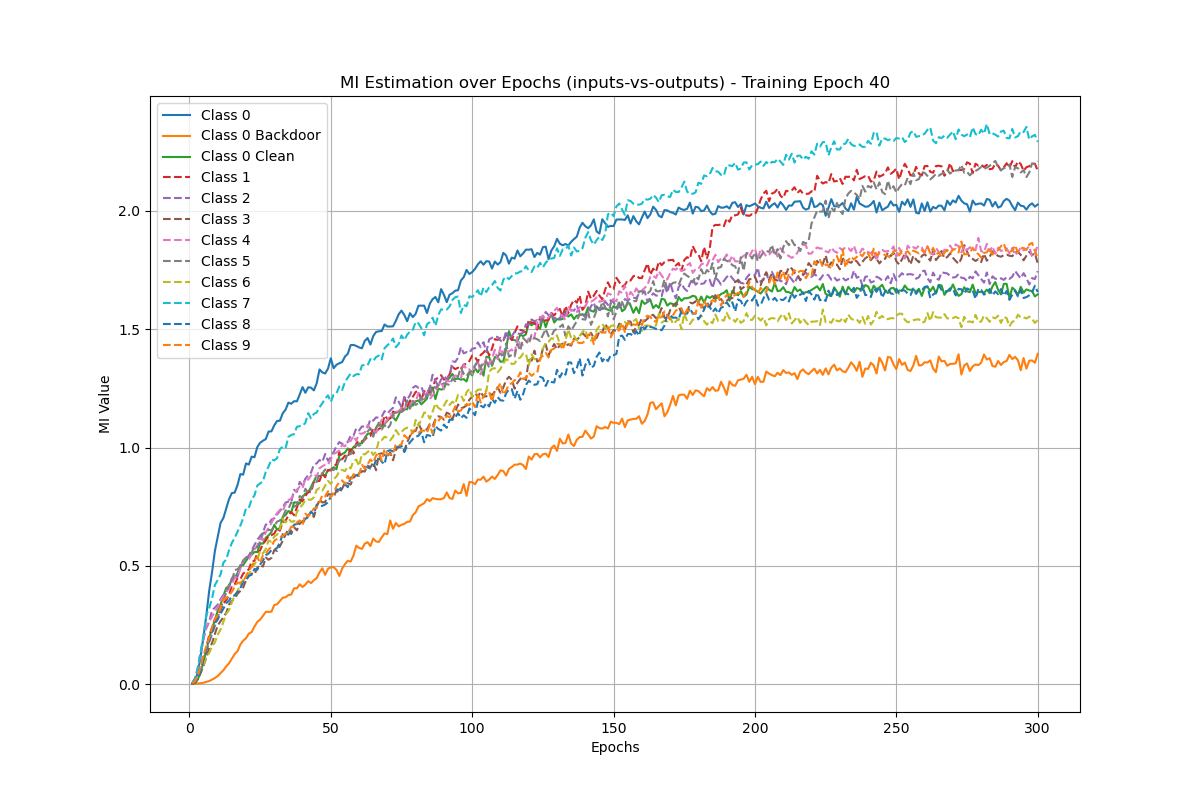 MI Estimation over Epochs (inputs-vs-outputs) - Training Epoch 40
Class 0
Class 0 Backdoor
Class 0 Clean
Class 1
Class 2
Class 3
Class 4
Class 5
Class 6
Class 7
Class 8
Class 9
MI Value
2.0
1.5
1.0
0.5
0.0
0 50 100 150 200 250 300
Epochs